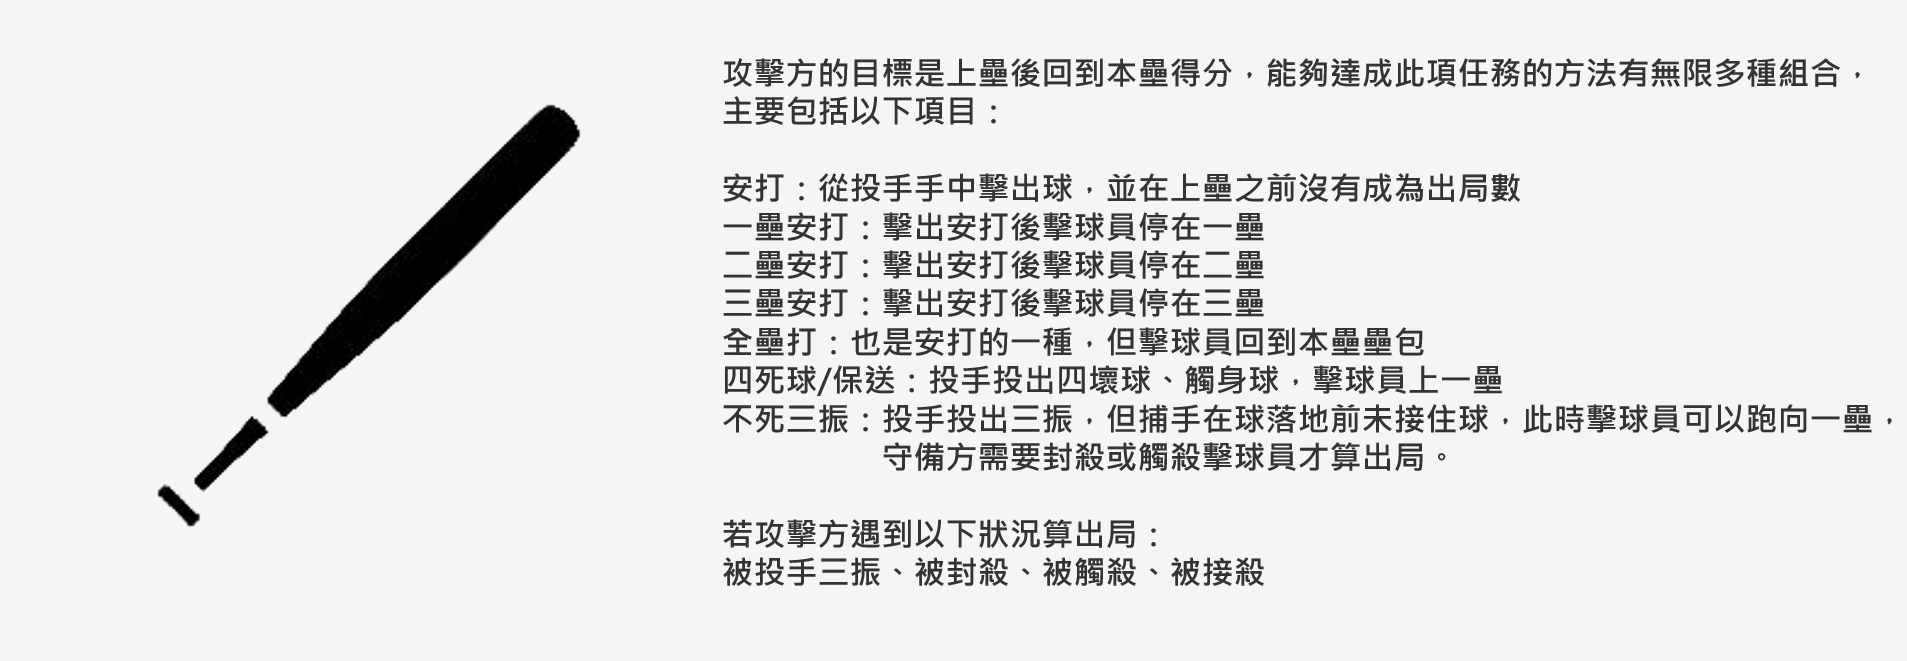 攻擊方的目標是上壘後回到本壘得分，能夠達成此項任務的方法有無限多種組合，
主要包括以下項目：
安打：從投手手中擊出球，並在上壘之前沒有成為出局數
一壘安打：擊出安打後擊球員停在一壘
二壘安打：擊出安打後擊球員停在二壘
三壘安打：擊出安打後擊球員停在三壘
全壘打：也是安打的一種，但擊球員回到本壘壘包
四死球/保送：投手投出四壞球、觸身球，擊球員上一壘
不死三振：投手投出三振，但捕手在球落地前未接住球，此時擊球員可以跑向一壘，
守備方需要封殺或觸殺擊球員才算出局。
若攻擊方遇到以下狀況算出局：
被投手三振、被封殺、被觸殺、被接殺